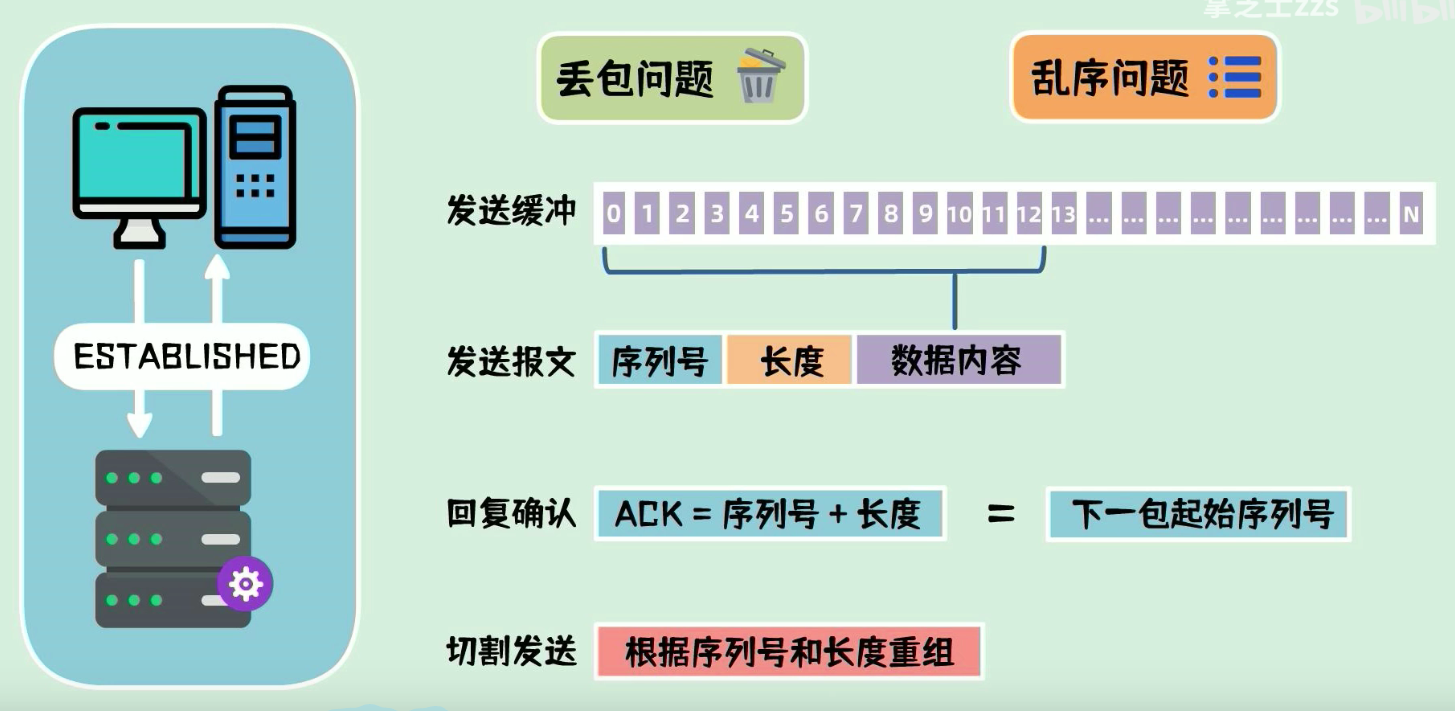 拿芝士zzs bilibili
丢包问题 乱序问题
发送缓冲 0 1 2 3 4 5 6 7 8 9 10 11 12 13 ... ... ... ... ... ... ... ... ... N
ESTABLISHED
发送报文 序列号 长度 数据内容
回复确认 ACK = 序列号 + 长度 = 下一包起始序列号
切割发送 根据序列号和长度重组